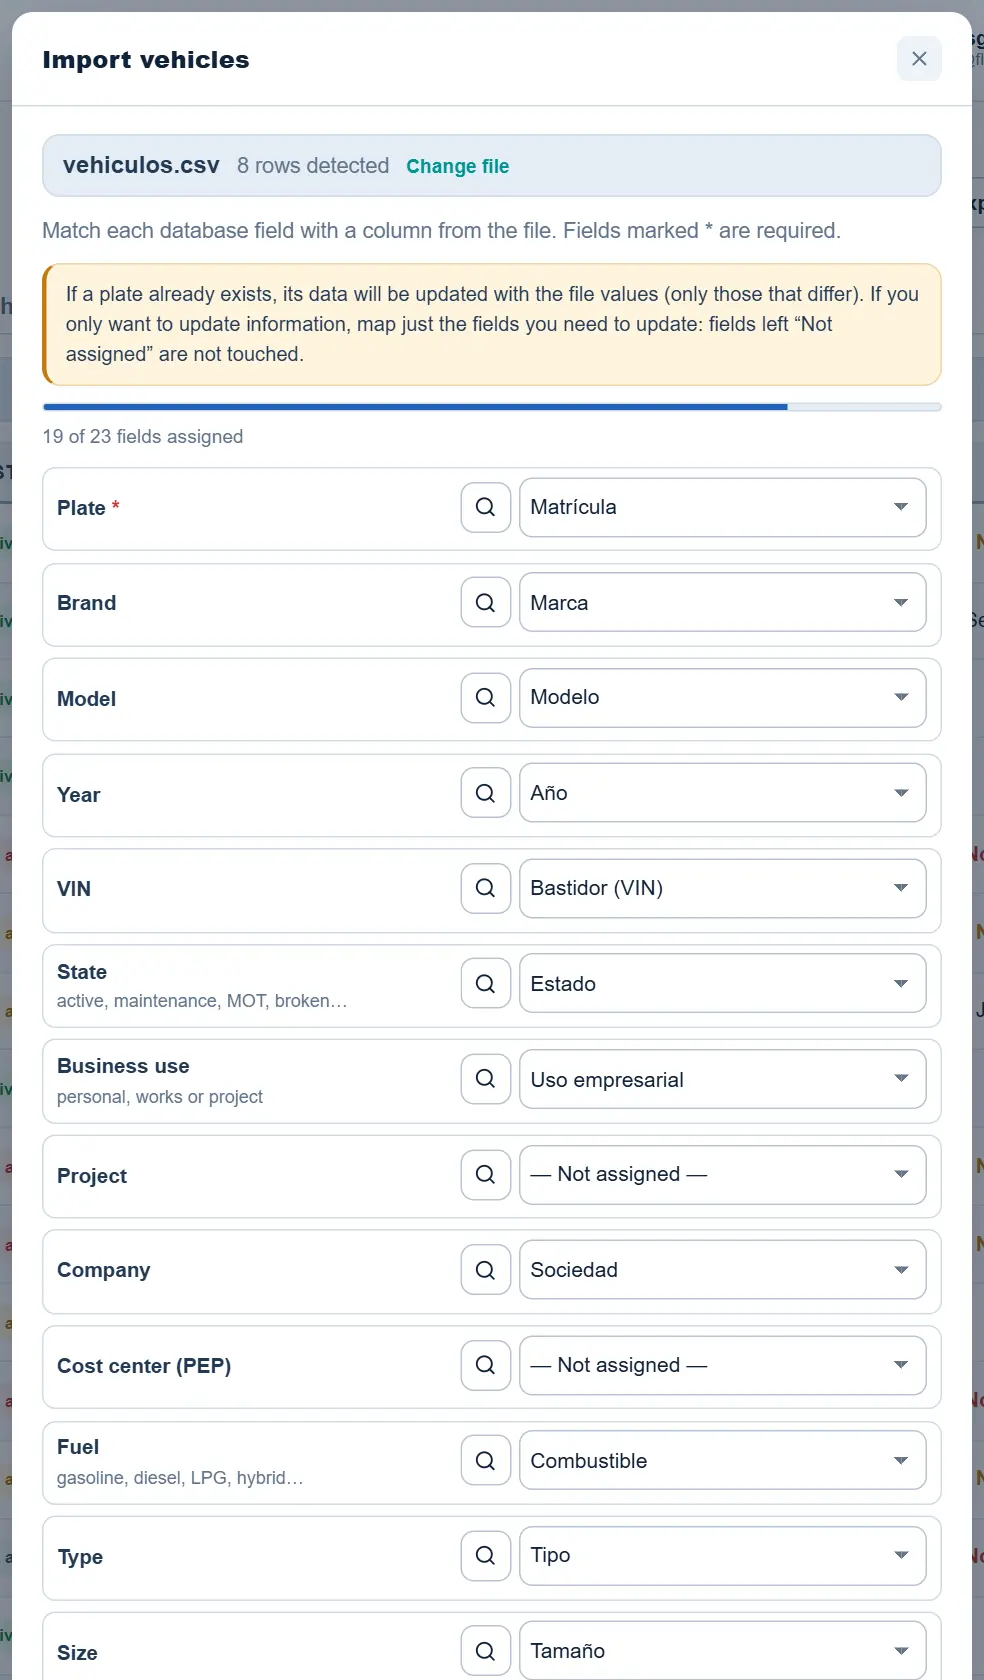 Import vehicles
vehiculos.csv 8 rows detected Change file
Match each database field with a column from the file. Fields marked * are required.
If a plate already exists, its data will be updated with the file values (only those that differ). If you
only want to update information, map just the fields you need to update: fields left “Not
assigned” are not touched.
19 of 23 fields assigned
Plate * Matrícula
Brand Marca
Model Modelo
Year Año
VIN Bastidor (VIN)
State
active, maintenance, MOT, broken…
Estado
Business use
personal, works or project
Uso empresarial
Project — Not assigned —
Company Sociedad
Cost center (PEP) — Not assigned —
Fuel
gasoline, diesel, LPG, hybrid…
Combustible
Type Tipo
Size Tamaño